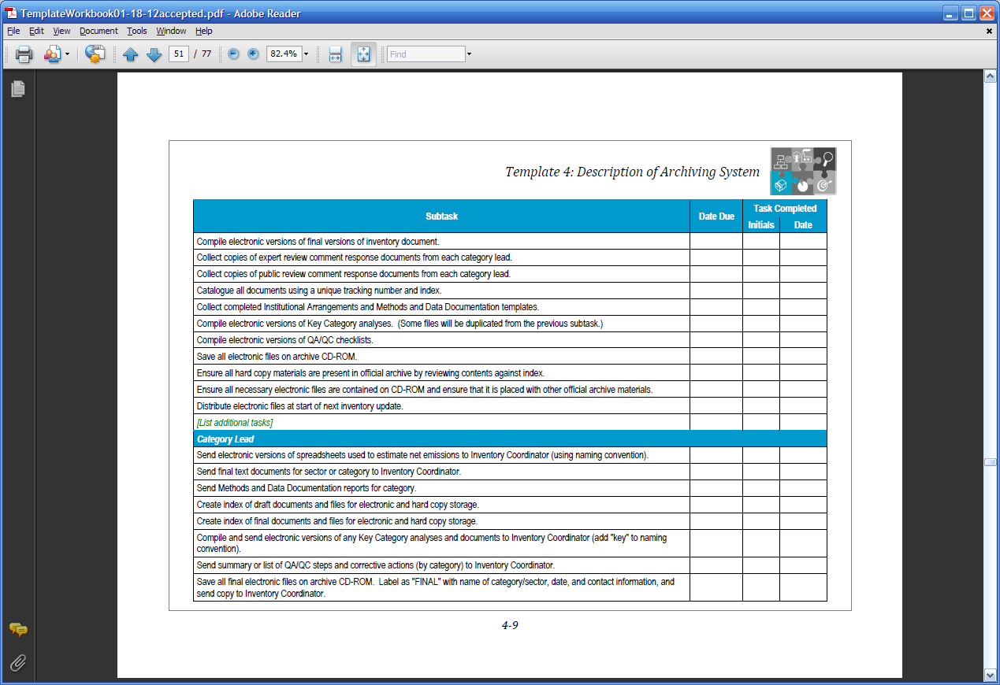 TemplateWorkbook01-18-12accepted.pdf - Adobe Reader
File Edit View Document Tools Window Help
51 / 77 82.4% Find
Template 4: Description of Archiving System
Subtask Date Due Task Completed
Initials Date
Compile electronic versions of final versions of inventory document.
Collect copies of expert review comment response documents from each category lead.
Collect copies of public review comment response documents from each category lead.
Catalogue all documents using a unique tracking number and index.
Collect completed Institutional Arrangements and Methods and Data Documentation templates.
Compile electronic versions of Key Category analyses. (Some files will be duplicated from the previous subtask.)
Compile electronic versions of QA/QC checklists.
Save all electronic files on archive CD-ROM.
Ensure all hard copy materials are present in official archive by reviewing contents against index.
Ensure all necessary electronic files are contained on CD-ROM and ensure that it is placed with other official archive materials.
Distribute electronic files at start of next inventory update.
[List additional tasks]
Category Lead
Send electronic versions of spreadsheets used to estimate net emissions to Inventory Coordinator (using naming convention).
Send final text documents for sector or category to Inventory Coordinator.
Send Methods and Data Documentation reports for category.
Create index of draft documents and files for electronic and hard copy storage.
Create index of final documents and files for electronic and hard copy storage.
Compile and send electronic versions of any Key Category analyses and documents to Inventory Coordinator (add "key" to naming
convention).
Send summary or list of QA/QC steps and corrective actions (by category) to Inventory Coordinator.
Save all final electronic files on archive CD-ROM. Label as "FINAL" with name of category/sector, date, and contact information, and
send copy to Inventory Coordinator.
4-9